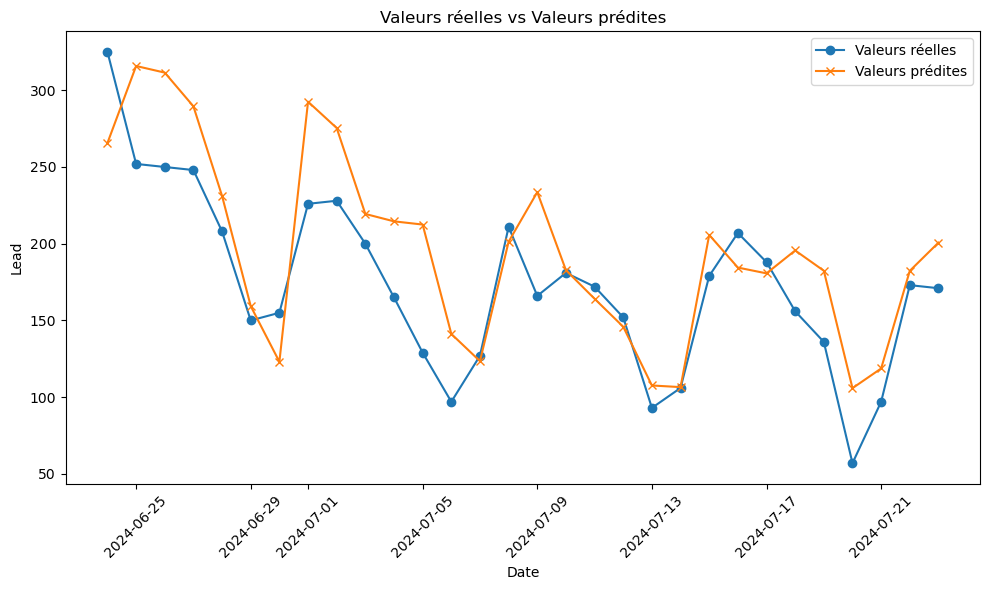 Valeurs réelles vs Valeurs prédites
Valeurs réelles
Valeurs prédites
Lead
300
250
200
150
100
50
2024-06-25
2024-06-29
2024-07-01
2024-07-05
2024-07-09
2024-07-13
2024-07-17
2024-07-21
Date